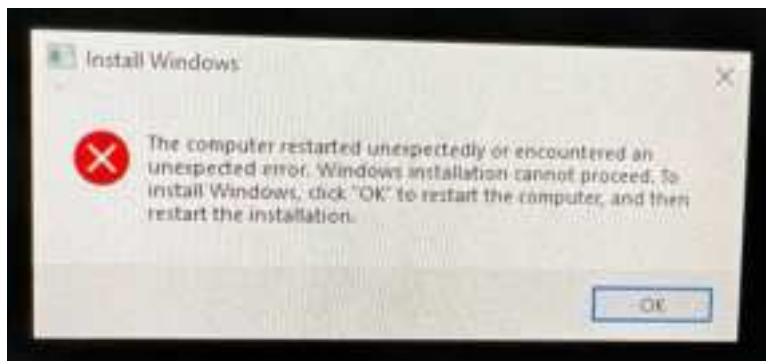 Install Windows
The computer restarted unexpectedly or encountered an
unexpected error. Windows installation cannot proceed. To
install Windows, click "OK" to restart the computer, and then
restart the installation.
OK